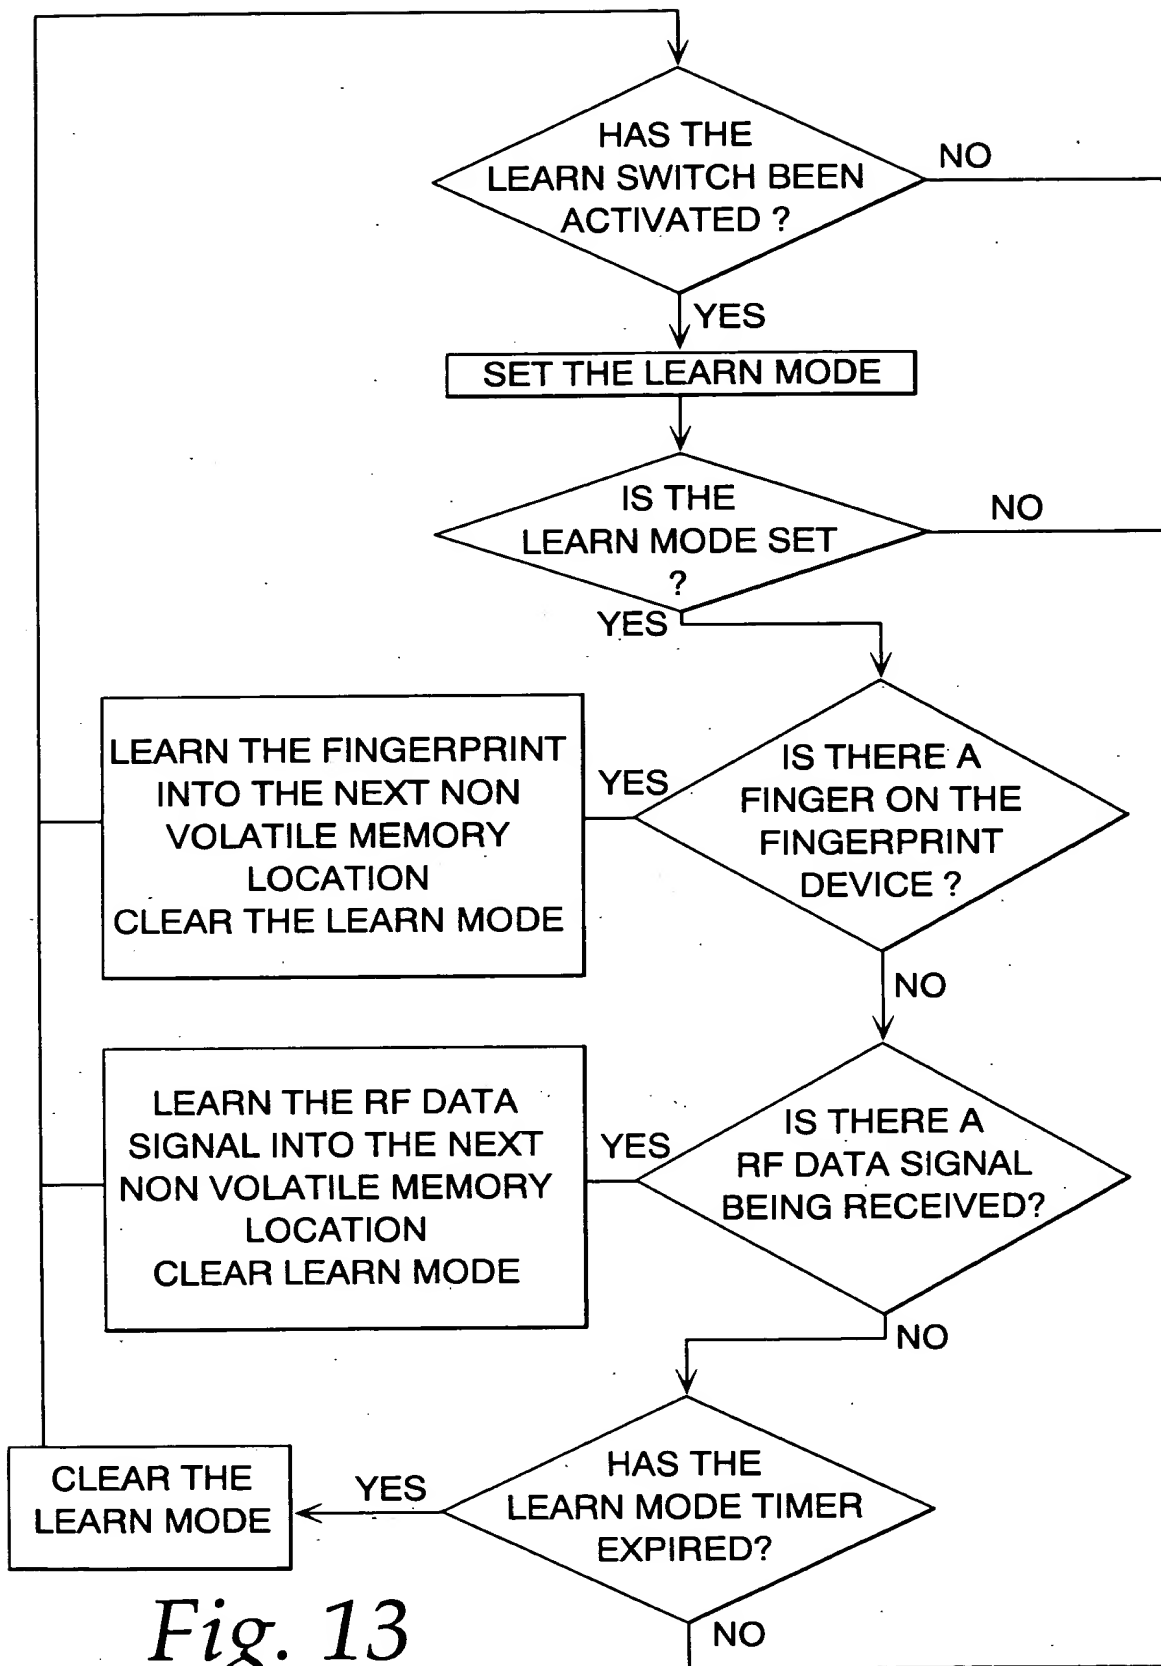 HAS THE
LEARN SWITCH BEEN
ACTIVATED ?
NO
YES
SET THE LEARN MODE
IS THE
LEARN MODE SET
?
NO
YES
LEARN THE FINGERPRINT
INTO THE NEXT NON
VOLATILE MEMORY
LOCATION
CLEAR THE LEARN MODE
YES
IS THERE A
FINGER ON THE
FINGERPRINT
DEVICE ?
NO
LEARN THE RF DATA
SIGNAL INTO THE NEXT
NON VOLATILE MEMORY
LOCATION
CLEAR LEARN MODE
YES
IS THERE A
RF DATA SIGNAL
BEING RECEIVED?
NO
CLEAR THE
LEARN MODE
YES
HAS THE
LEARN MODE TIMER
EXPIRED?
NO
Fig. 13